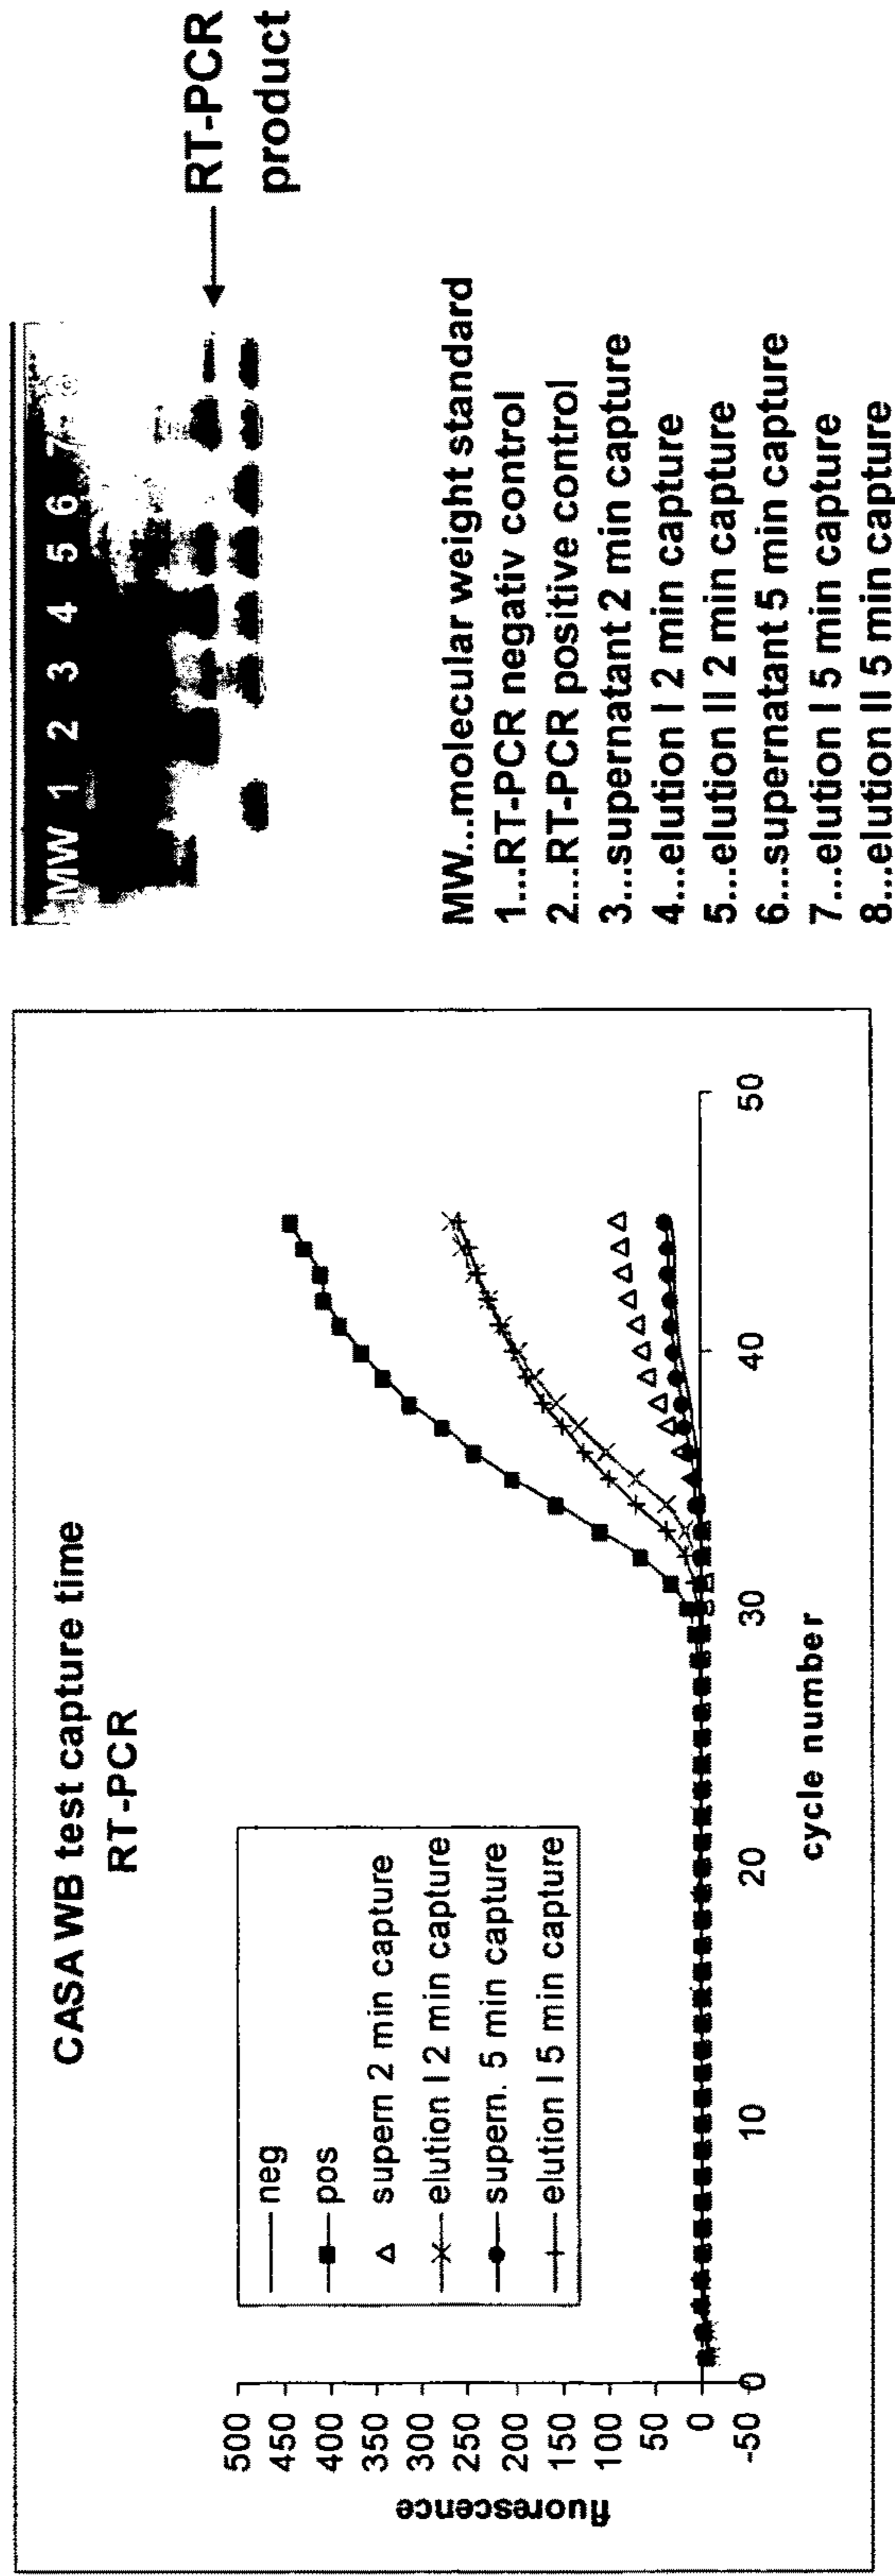 CASA WB test capture time
RT-PCR
neg
pos
supern 2 min capture
elution I 2 min capture
supern. 5 min capture
elution I 5 min capture
500
450
400
350
300
250
200
150
100
50
0
-50
fluorescence
0
10
20
30
40
50
cycle number
MW 1 2 3 4 5 6 7 8
RT-PCR
product
MW...molecular weight standard
1...RT-PCR negativ control
2...RT-PCR positive control
3...supernatant 2 min capture
4...elution I 2 min capture
5...elution II 2 min capture
6...supernatant 5 min capture
7...elution I 5 min capture
8...elution II 5 min capture